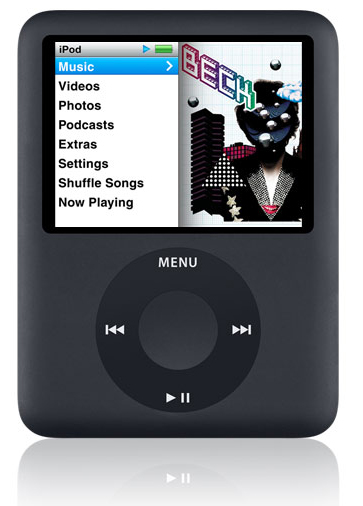 iPod
Music
Videos
Photos
Podcasts
Extras
Settings
Shuffle Songs
Now Playing
BECK
MENU